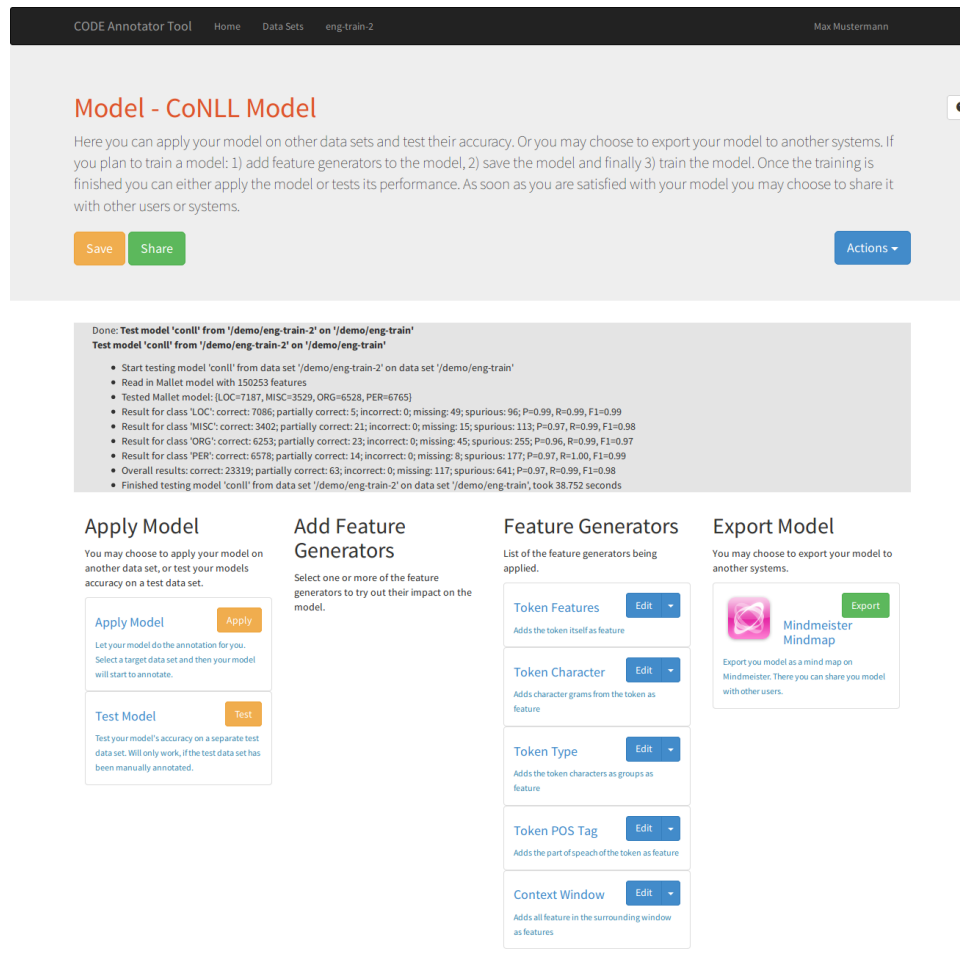 CODE Annotator Tool Home Data Sets eng-train-2 Max Mustermann
Model - CoNLL Model
Here you can apply your model on other data sets and test their accuracy. Or you may choose to export your model to another systems. If
you plan to train a model: 1) add feature generators to the model, 2) save the model and finally 3) train the model. Once the training is
finished you can either apply the model or tests its performance. As soon as you are satisfied with your model you may choose to share it
with other users or systems.
Save Share Actions
Done: Test model 'conll' from '/demo/eng-train-2' on '/demo/eng-train'
Test model 'conll' from '/demo/eng-train-2' on '/demo/eng-train'
• Start testing model 'conll' from data set '/demo/eng-train-2' on data set '/demo/eng-train'
• Read in Mallet model with 150253 features
• Tested Mallet model: {LOC=7187, MISC=3529, ORG=6528, PER=6765}
• Result for class 'LOC': correct: 7086; partially correct: 5; incorrect: 0; missing: 49; spurious: 96; P=0.99, R=0.99, F1=0.99
• Result for class 'MISC': correct: 3402; partially correct: 21; incorrect: 0; missing: 15; spurious: 113; P=0.97, R=0.99, F1=0.98
• Result for class 'ORG': correct: 6253; partially correct: 23; incorrect: 0; missing: 45; spurious: 255; P=0.96, R=0.99, F1=0.97
• Result for class 'PER': correct: 6578; partially correct: 14; incorrect: 0; missing: 8; spurious: 177; P=0.97, R=1.00, F1=0.99
• Overall results: correct: 23319; partially correct: 63; incorrect: 0; missing: 117; spurious: 641; P=0.97, R=0.99, F1=0.98
• Finished testing model 'conll' from data set '/demo/eng-train-2' on data set '/demo/eng-train', took 38.752 seconds
Apply Model
You may choose to apply your model on
another data set, or test your models
accuracy on a test data set.
Apply Model Apply
Let your model do the annotation for you.
Select a target data set and then your model
will start to annotate.
Test Model Test
Test your model's accuracy on a separate test
data set. Will only work, if the test data set has
been manually annotated.
Add Feature
Generators
Select one or more of the feature
generators to try out their impact on the
model.
Feature Generators
List of the feature generators being
applied.
Token Features Edit
Adds the token itself as feature
Token Character Edit
Adds character grams from the token as
feature
Token Type Edit
Adds the token characters as groups as
feature
Token POS Tag Edit
Adds the part of speach of the token as feature
Context Window Edit
Adds all feature in the surrounding window
as features
Export Model
You may choose to export your model to
another systems.
Export
Mindmeister
Mindmap
Export you model as a mind map on
Mindmeister. There you can share you model
with other users.